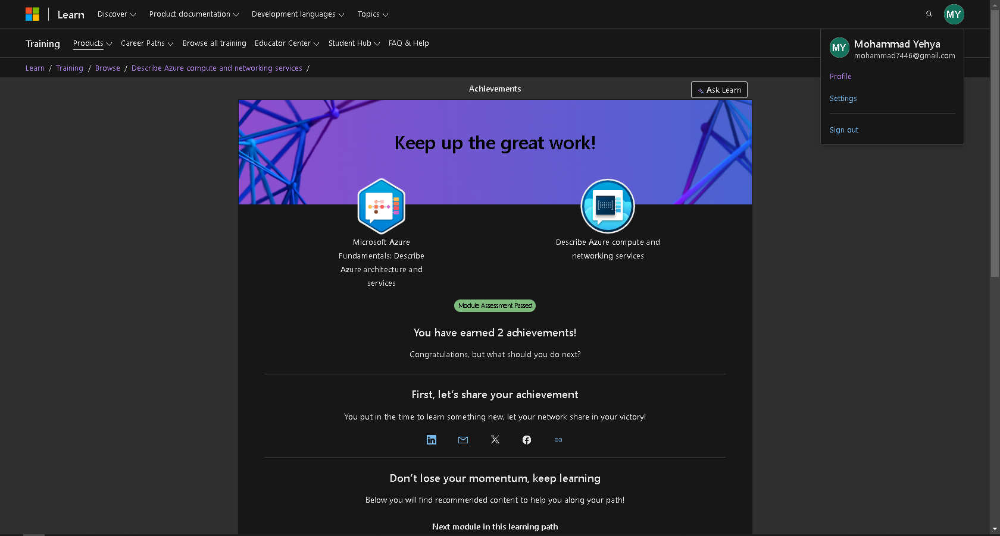 Learn Discover Product documentation Development languages Topics MY
Training Products Career Paths Browse all training Educator Center Student Hub FAQ & Help
MY Mohammad Yehya
mohammad7446@gmail.com
Profile
Settings
Sign out
Learn / Training / Browse / Describe Azure compute and networking services /
Achievements
Ask Learn
Keep up the great work!
Microsoft Azure
Fundamentals: Describe
Azure architecture and
services
Describe Azure compute and
networking services
Module Assessment Passed
You have earned 2 achievements!
Congratulations, but what should you do next?
First, let's share your achievement
You put in the time to learn something new, let your network share in your victory!
Don't lose your momentum, keep learning
Below you will find recommended content to help you along your path!
Next module in this learning path